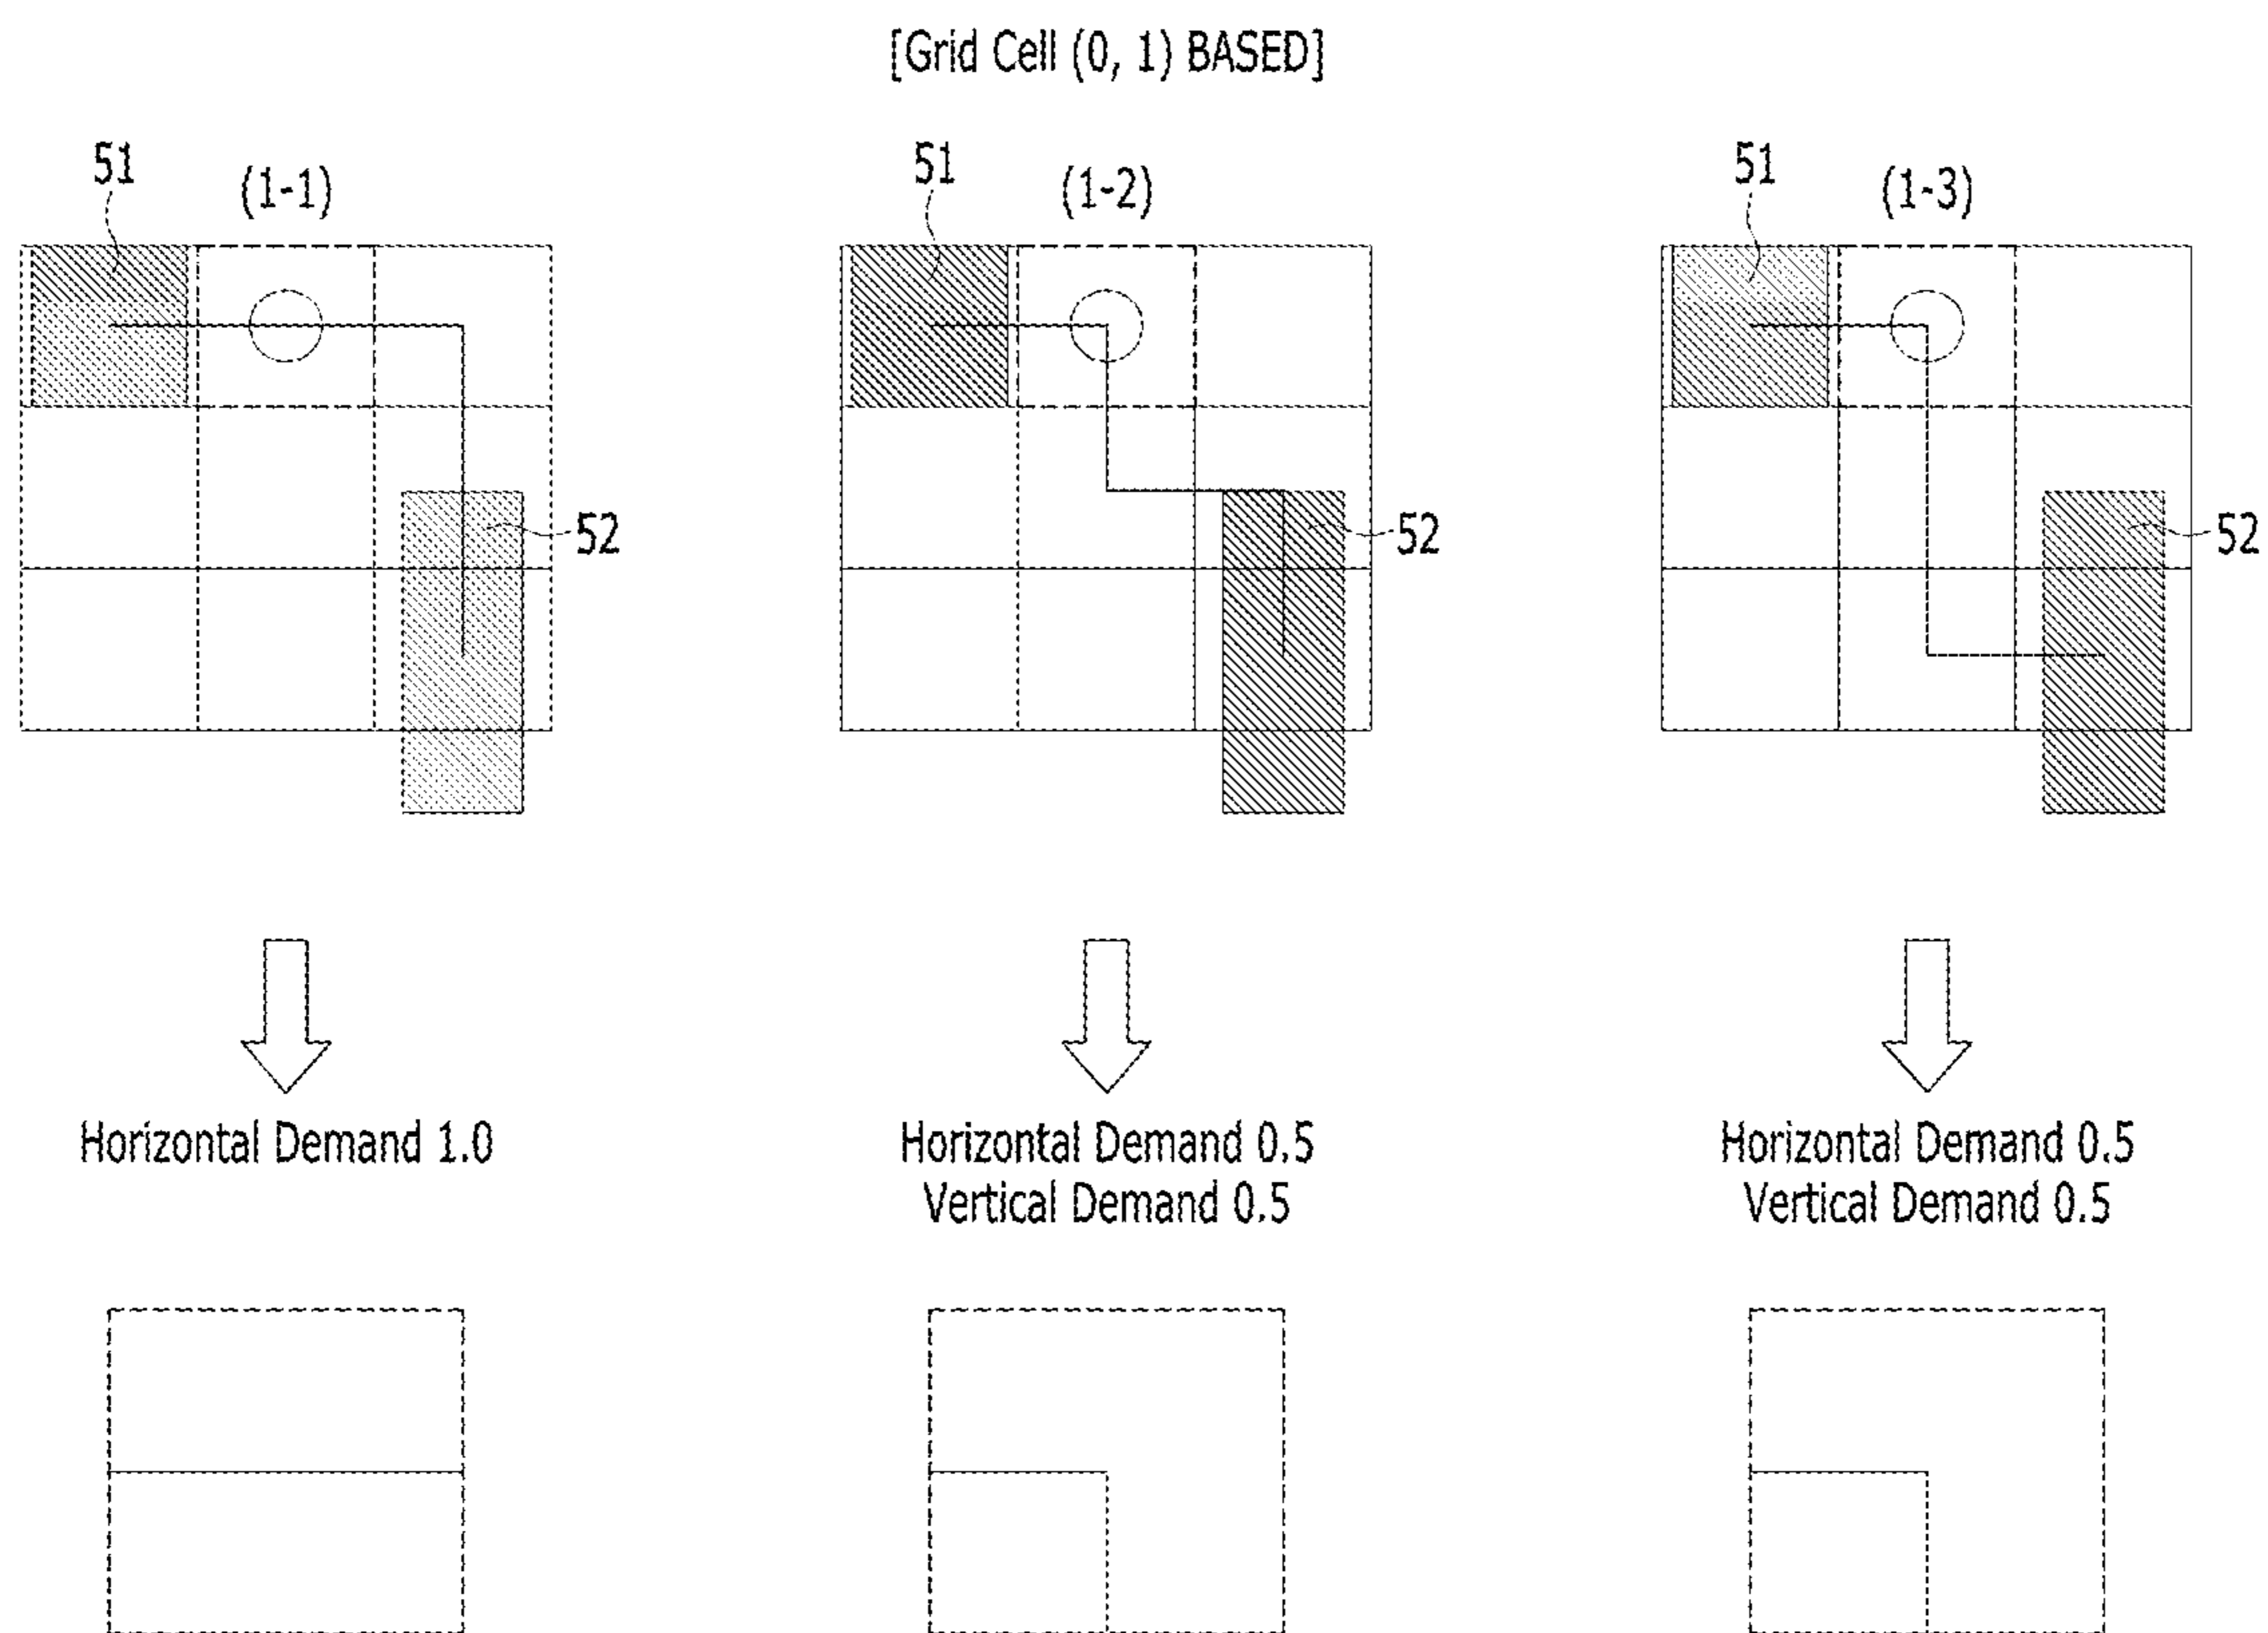 [Grid Cell (0, 1) BASED]
51
(1-1)
51
(1-2)
51
(1-3)
52
52
52
Horizontal Demand 1.0
Horizontal Demand 0.5
Vertical Demand 0.5
Horizontal Demand 0.5
Vertical Demand 0.5